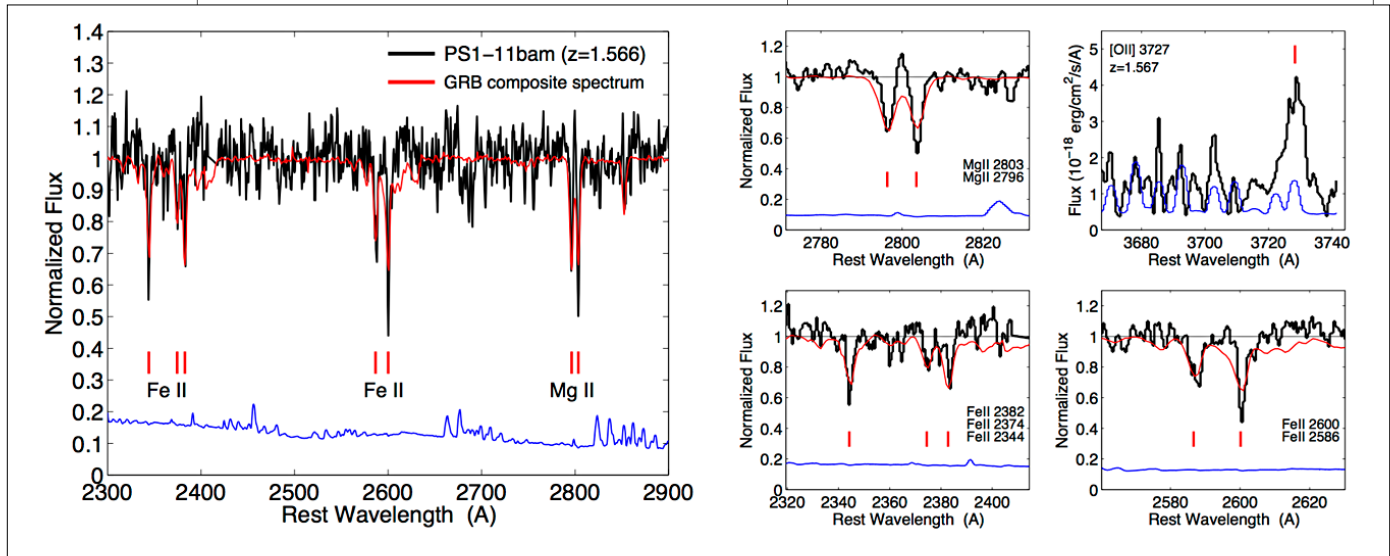 1.4
1.3
1.2
1.1
1
0.9
0.8
0.7
0.6
0.5
0.4
0.3
0.2
0.1
0
Normalized Flux
PS1-11bam (z=1.566)
GRB composite spectrum
Fe II
Fe II
Mg II
2300 2400 2500 2600 2700 2800 2900
Rest Wavelength (A)
1.2
1
0.8
0.6
0.4
0.2
0
Normalized Flux
MgII 2803
MgII 2796
2780 2800 2820
Rest Wavelength (A)
5
4
3
2
1
0
Flux (10⁻¹⁸ erg/cm²/s/A)
[OII] 3727
z=1.567
3680 3700 3720 3740
Rest Wavelength (A)
1.2
1
0.8
0.6
0.4
0.2
0
Normalized Flux
FeII 2382
FeII 2374
FeII 2344
2320 2340 2360 2380 2400
Rest Wavelength (A)
1.2
1
0.8
0.6
0.4
0.2
0
Normalized Flux
FeII 2600
FeII 2586
2580 2600 2620
Rest Wavelength (A)